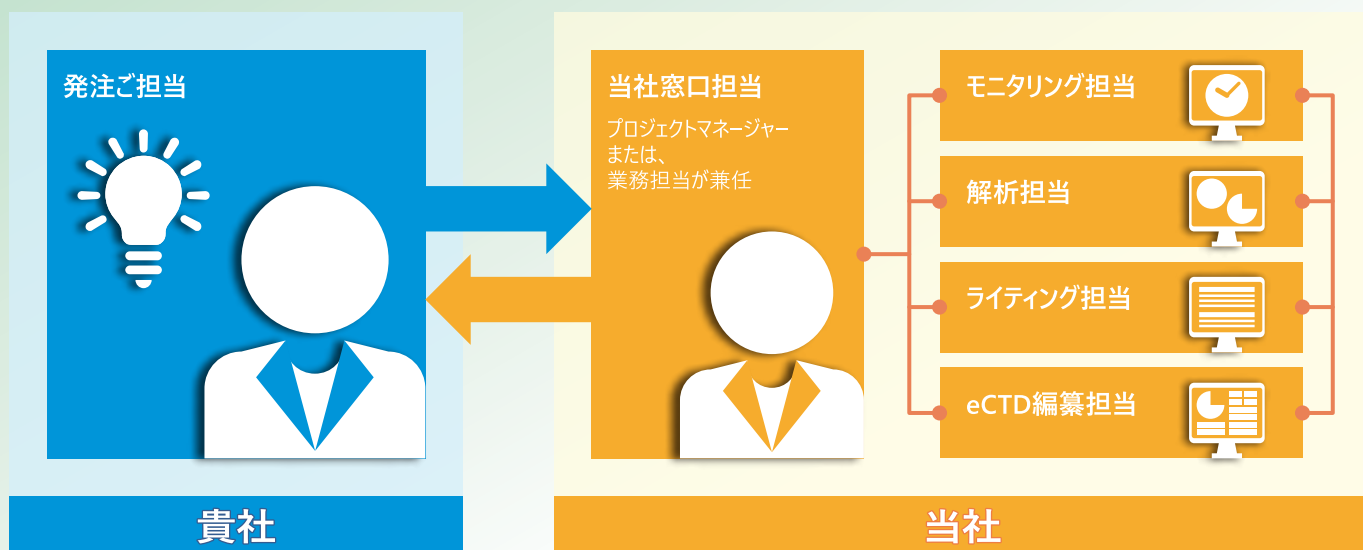 発注ご担当
当社窓口担当
プロジェクトマネージャー
または、
業務担当が兼任
モニタリング担当
解析担当
ライティング担当
eCTD編纂担当
貴社
当社